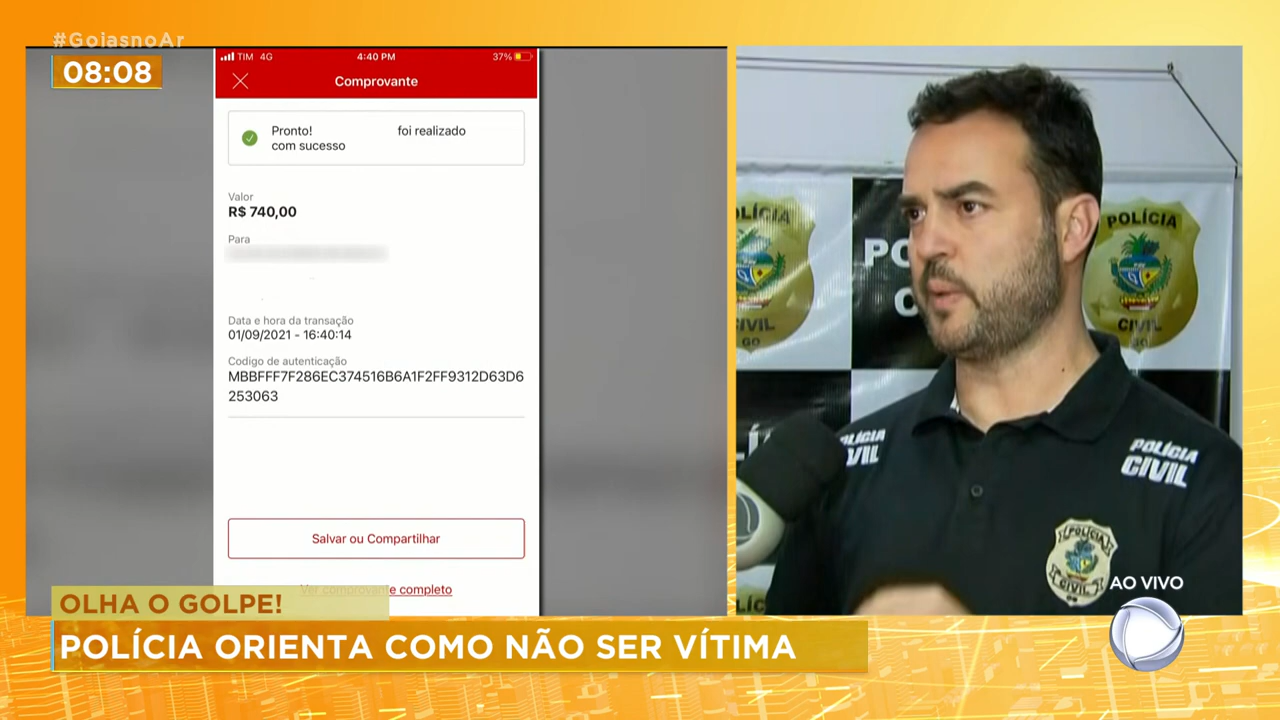 #GoiasnoAr
08:08
TIM 4G 4:40 PM 37%
Comprovante
Pronto! foi realizado
com sucesso
Valor
R$ 740,00
Para
Data e hora da transação
01/09/2021 - 16:40:14
Codigo de autenticação
MBBFFF7F286EC374516B6A1F2FF9312D63D6
253063
Salvar ou Compartilhar
Ver comprovante completo
POLÍCIA
CIVIL
GO
POLÍCIA
CIVIL
GO
POLÍCIA
CIVIL
POLÍCIA
CIVIL
AO VIVO
OLHA O GOLPE!
POLÍCIA ORIENTA COMO NÃO SER VÍTIMA